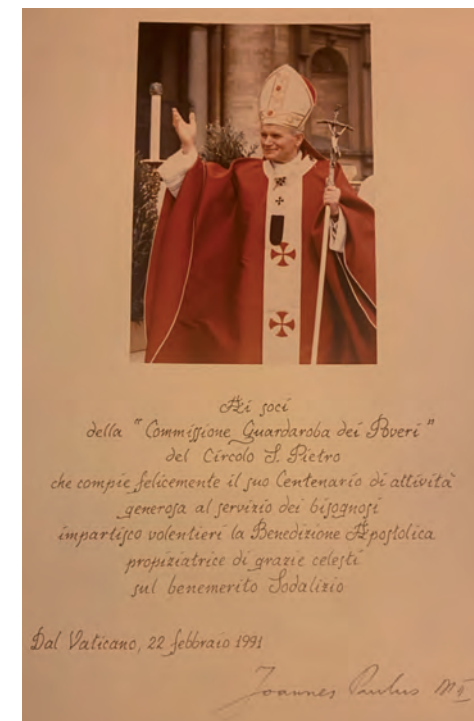 Ai soci
della "Commissione Guardaroba dei Poveri"
del Circolo S. Pietro
che compie felicemente il suo Centenario di attività
generosa al servizio dei bisognosi
impartisco volentieri la Benedizione Apostolica
propiziatrice di grazie celesti
sul benemerito Sodalizio
Dal Vaticano, 22 febbraio 1991
Joannes Paulus II